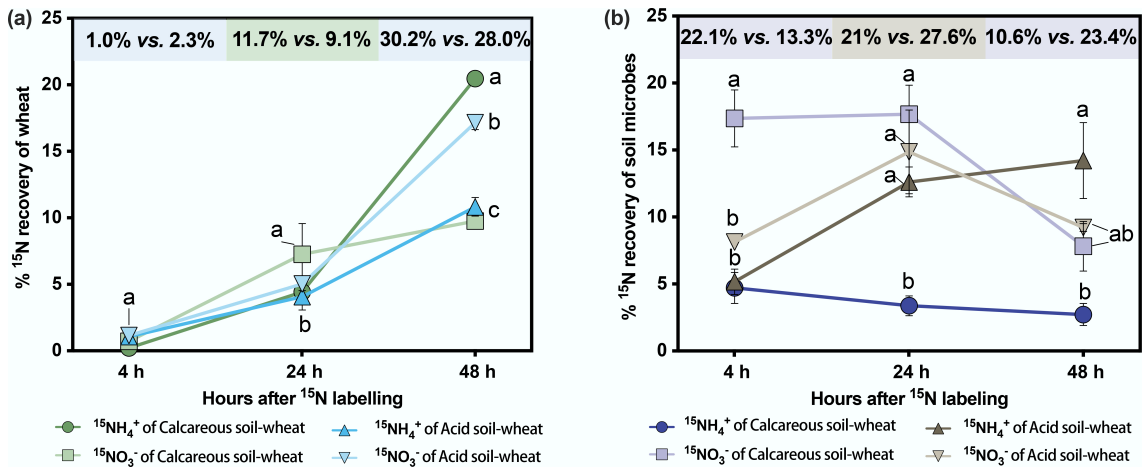 (a)
25
20
15
10
5
0
% ¹⁵N recovery of wheat
1.0% vs. 2.3%
11.7% vs. 9.1%
30.2% vs. 28.0%
a
a
b
a
b
c
4 h
24 h
48 h
Hours after ¹⁵N labelling
¹⁵NH₄⁺ of Calcareous soil-wheat
¹⁵NH₄⁺ of Acid soil-wheat
¹⁵NO₃⁻ of Calcareous soil-wheat
¹⁵NO₃⁻ of Acid soil-wheat
(b)
25
20
15
10
5
0
% ¹⁵N recovery of soil microbes
22.1% vs. 13.3%
21% vs. 27.6%
10.6% vs. 23.4%
a
b
b
a
a
a
b
a
ab
b
4 h
24 h
48 h
Hours after ¹⁵N labelling
¹⁵NH₄⁺ of Calcareous soil-wheat
¹⁵NH₄⁺ of Acid soil-wheat
¹⁵NO₃⁻ of Calcareous soil-wheat
¹⁵NO₃⁻ of Acid soil-wheat